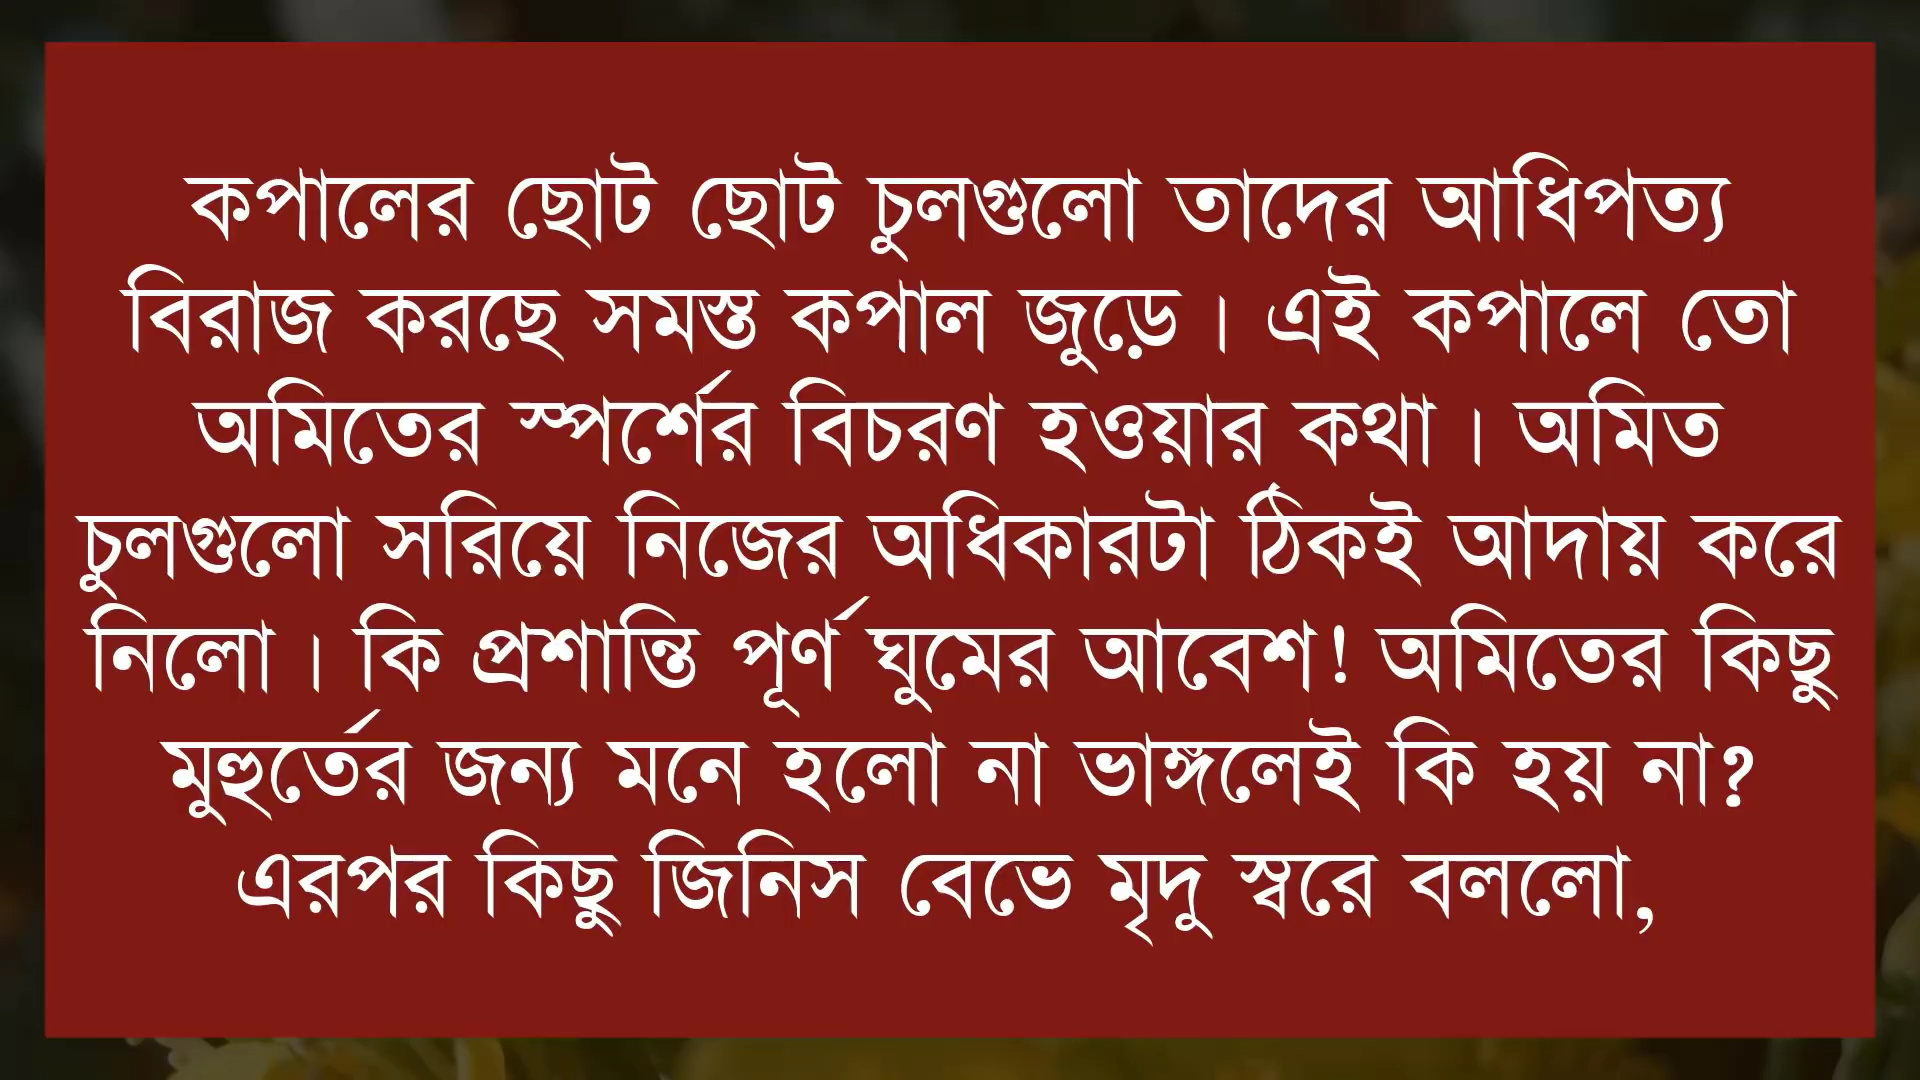 কপালের ছোট ছোট চুলগুলো তাদের আধিপত্য
বিরাজ করছে সমস্ত কপাল জুড়ে । এই কপালে তো
অমিতের স্পর্শের বিচরণ হওয়ার কথা । অমিত
চুলগুলো সরিয়ে নিজের অধিকারটা ঠিকই আদায় করে
নিলো । কি প্রশান্তি পূর্ণ ঘুমের আবেশ! অমিতের কিছু
মুহুর্তের জন্য মনে হলো না ভাঙ্গলেই কি হয় না?
এরপর কিছু জিনিস বেভে মৃদু স্বরে বললো,